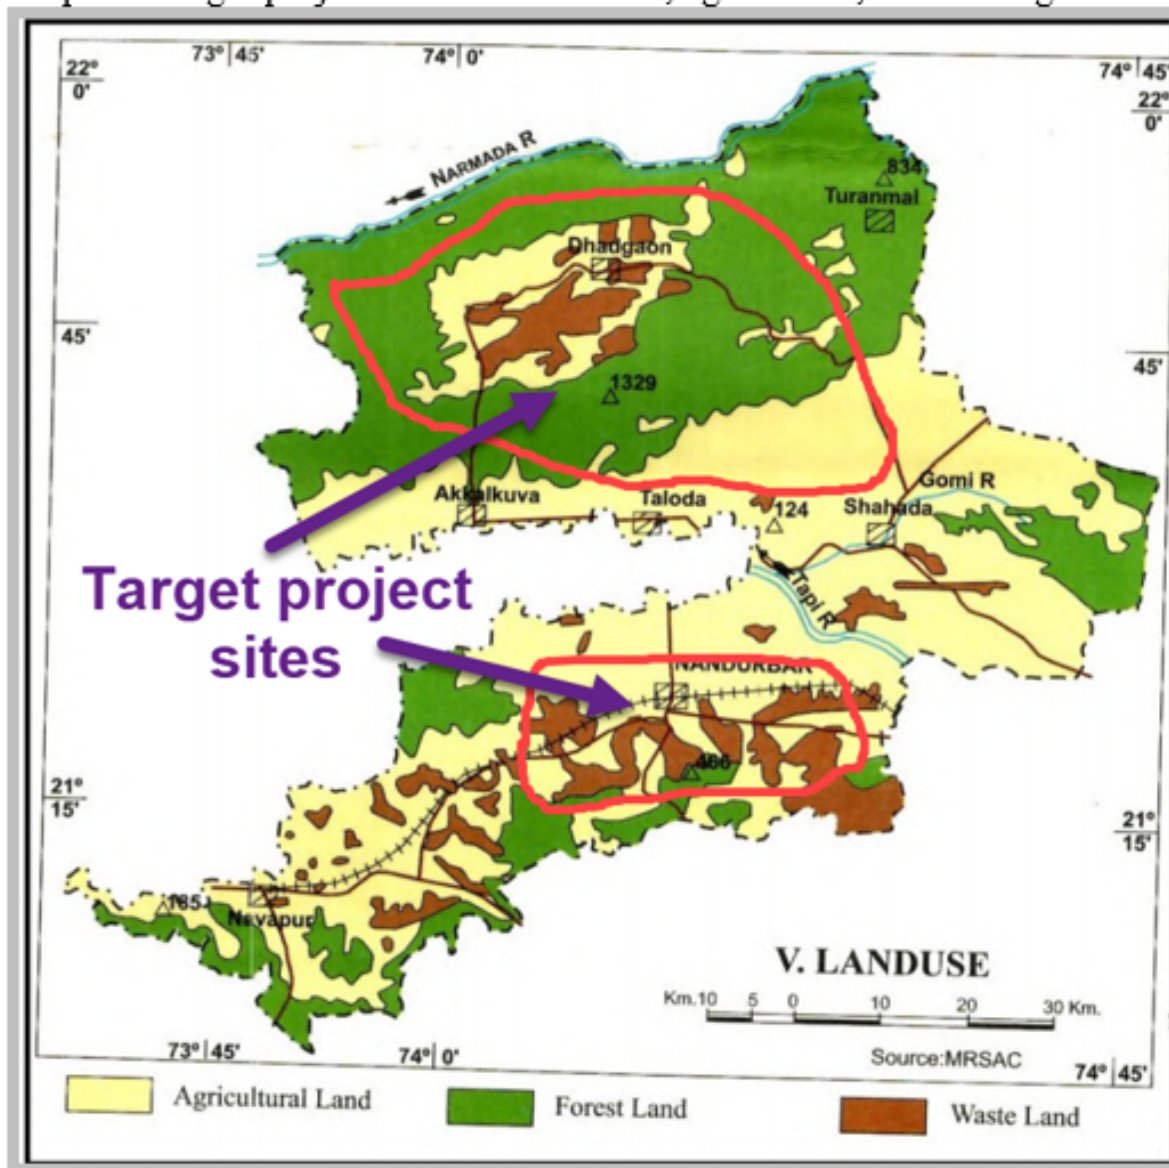 73° 45'
74° 0'
74° 45'
22°
0'
22°
0'
NARMADA R
834
Turanmal
Dhadgaon
45'
45'
1329
Akkalkuva
Taloda
124
Shahada
Gomi R
Tapi R
Target project
sites
NANDURBAR
466
21°
15'
21°
15'
Navapur
V. LANDUSE
Km. 10 5 0 10 20 30 Km.
Source:MRSAC
73° 45'
74° 0'
74° 45'
Agricultural Land
Forest Land
Waste Land